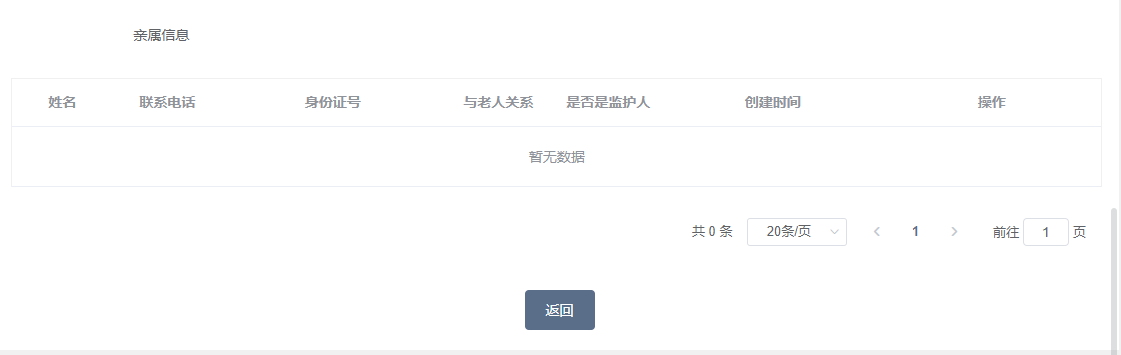 亲属信息
姓名 联系电话 身份证号 与老人关系 是否是监护人 创建时间 操作
暂无数据
共 0 条 20条/页 1 前往 1 页
返回